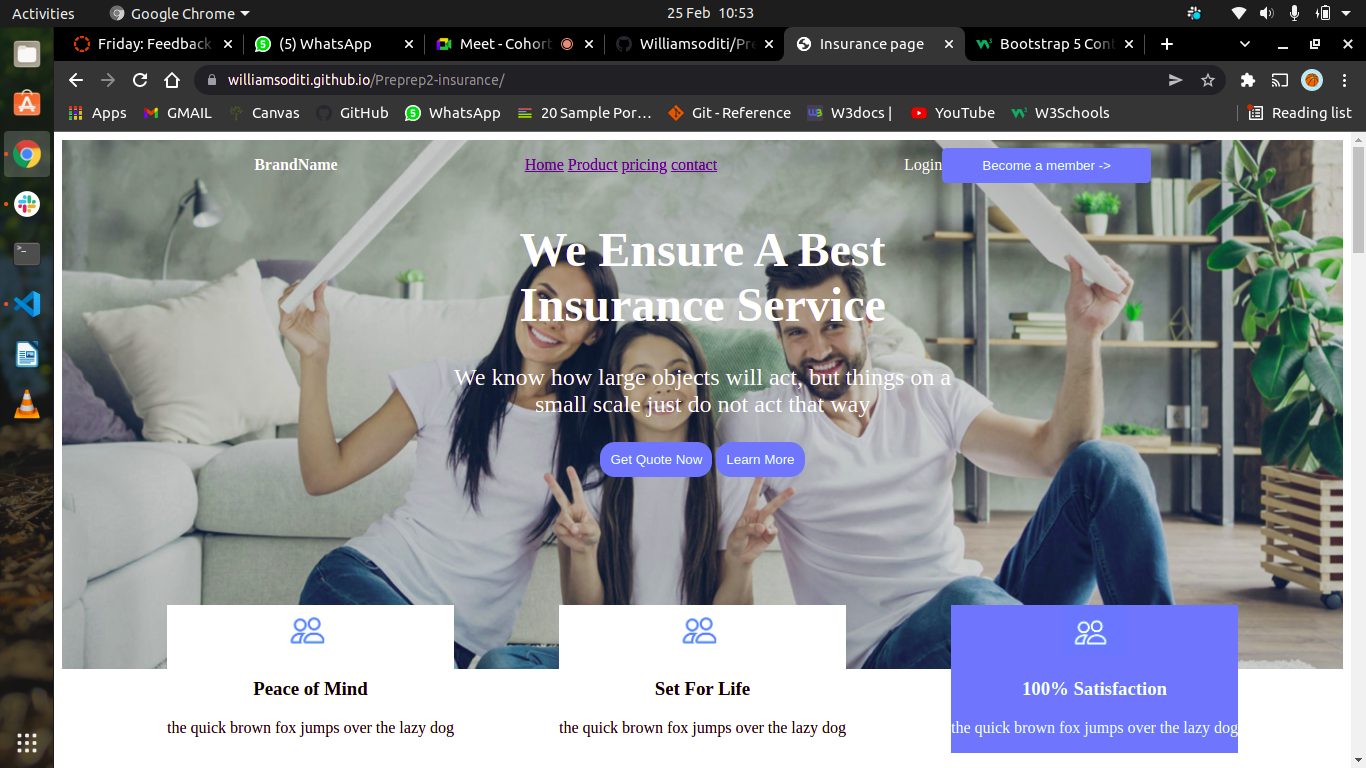 Activities
Google Chrome
25 Feb 10:53
Friday: Feedback
(5) WhatsApp
Meet - Cohort
Williamsoditi/Pre
Insurance page
Bootstrap 5 Cont
williamsoditi.github.io/Preprep2-insurance/
Apps
GMAIL
Canvas
GitHub
WhatsApp
20 Sample Por…
Git - Reference
W3docs |
YouTube
W3Schools
Reading list
BrandName
Home Product pricing contact
Login
Become a member ->
We Ensure A Best
Insurance Service
We know how large objects will act, but things on a
small scale just do not act that way
Get Quote Now
Learn More
Peace of Mind
the quick brown fox jumps over the lazy dog
Set For Life
the quick brown fox jumps over the lazy dog
100% Satisfaction
the quick brown fox jumps over the lazy dog